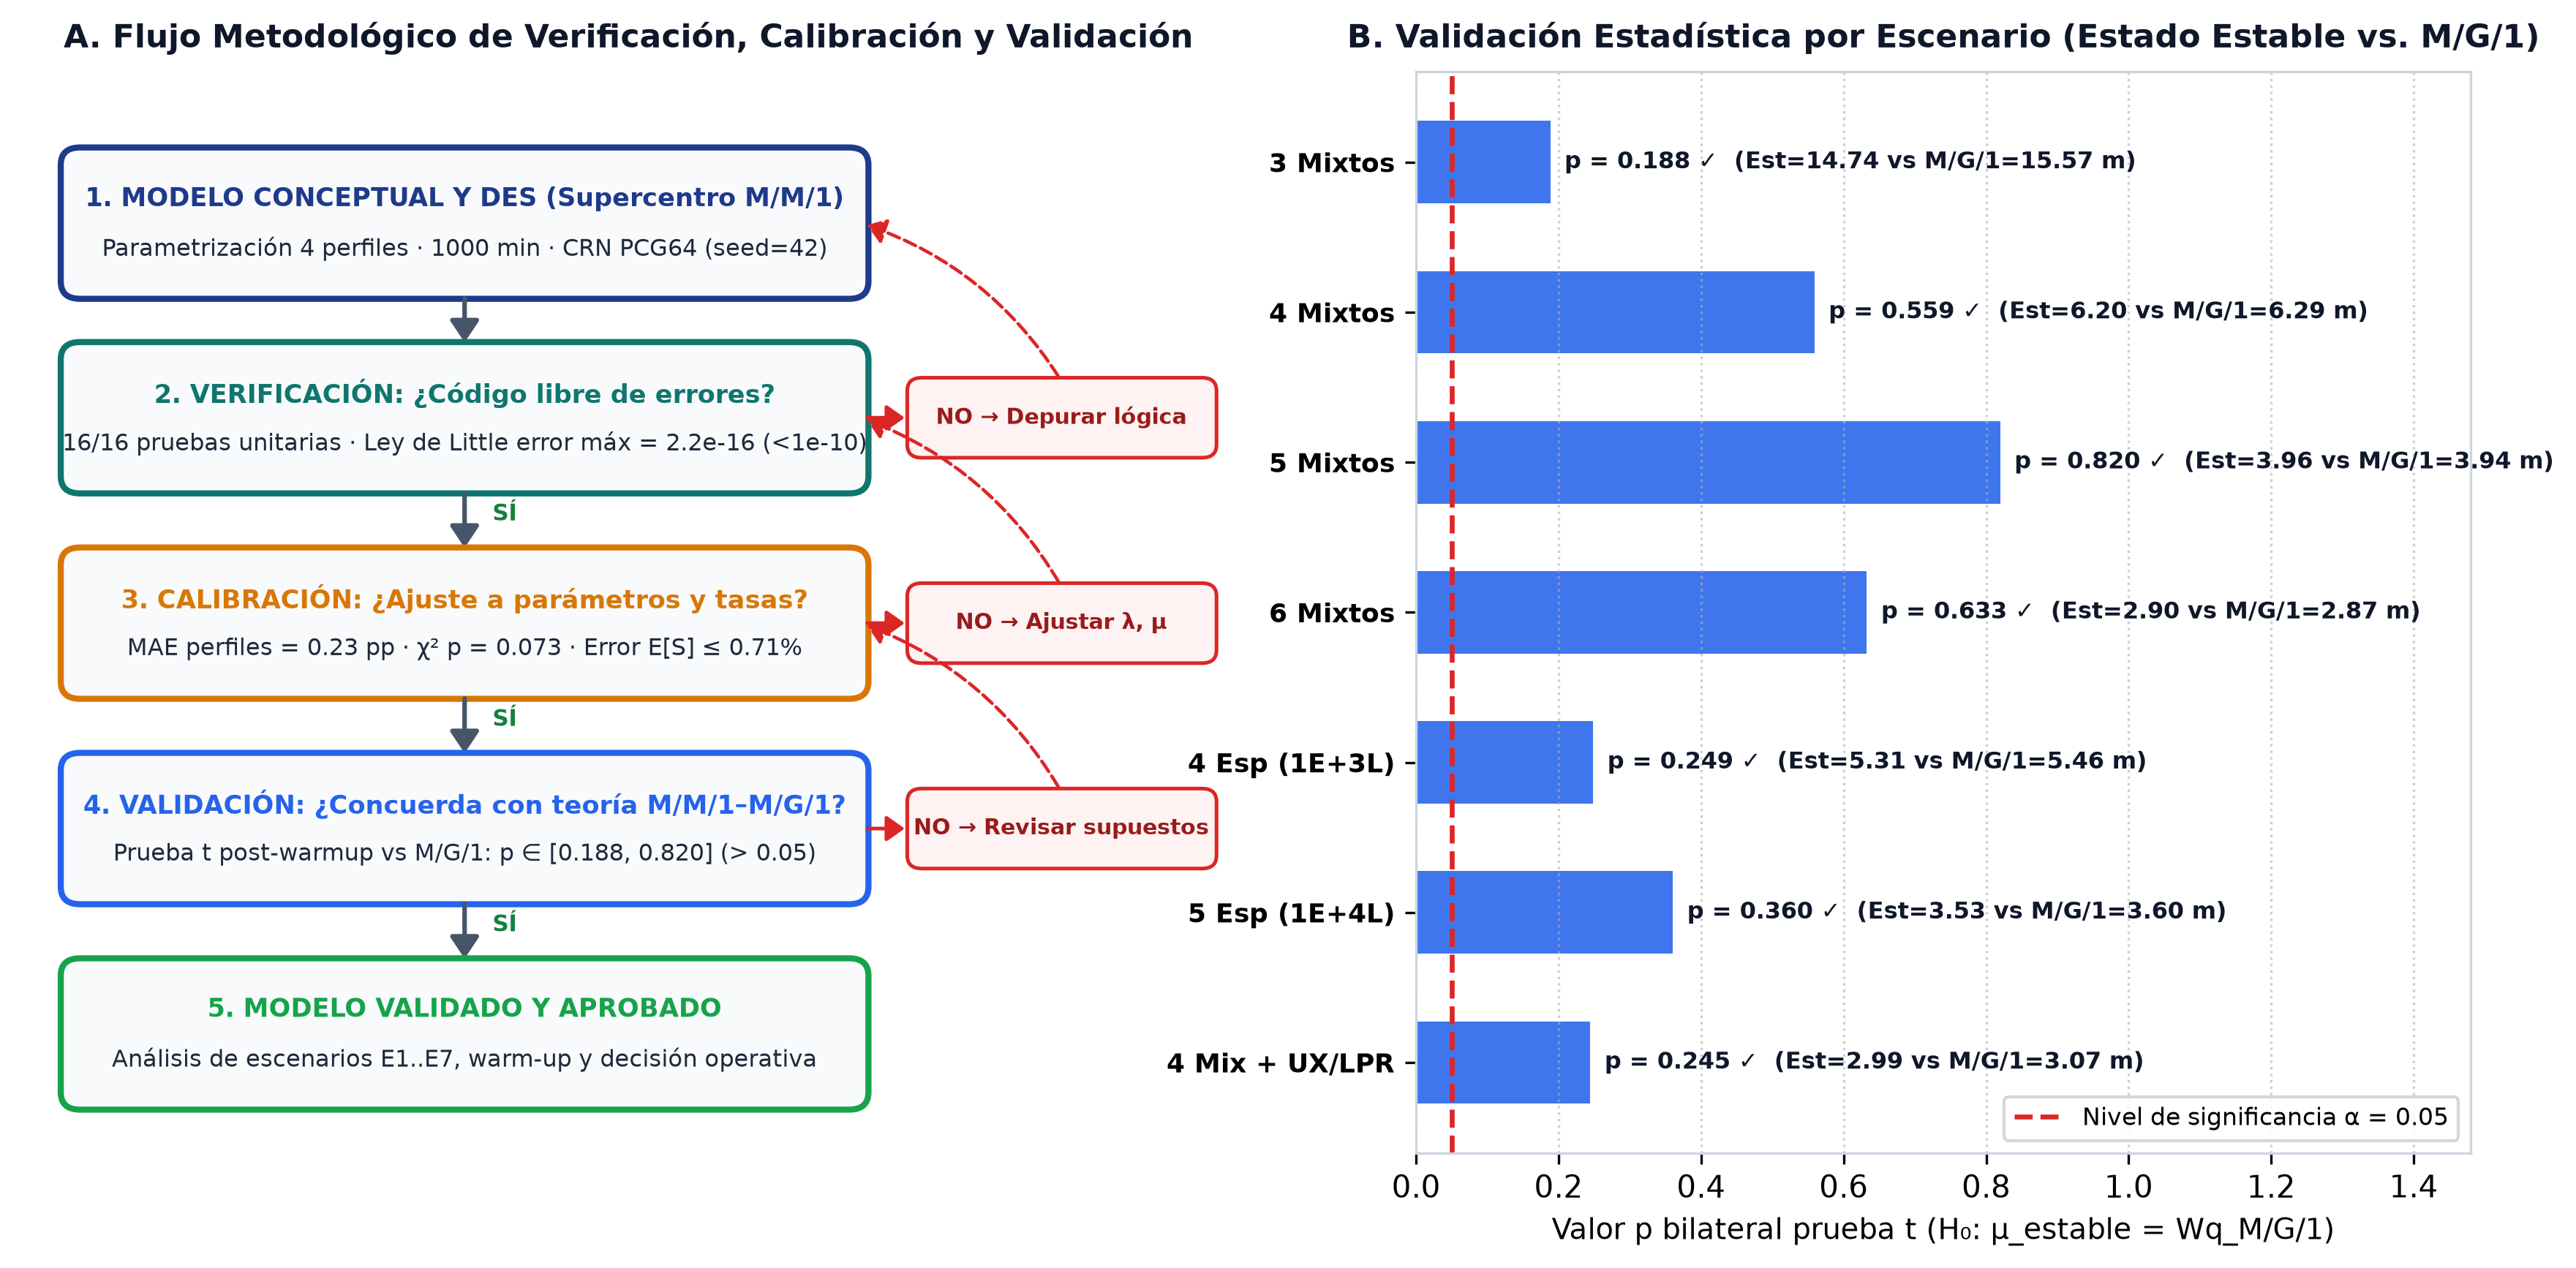 A. Flujo Metodológico de Verificación, Calibración y Validación
1. MODELO CONCEPTUAL Y DES (Supercentro M/M/1)
Parametrización 4 perfiles · 1000 min · CRN PCG64 (seed=42)
2. VERIFICACIÓN: ¿Código libre de errores?
16/16 pruebas unitarias · Ley de Little error máx = 2.2e-16 (<1e-10)
NO → Depurar lógica
SÍ
3. CALIBRACIÓN: ¿Ajuste a parámetros y tasas?
MAE perfiles = 0.23 pp · χ² p = 0.073 · Error E[S] ≤ 0.71%
NO → Ajustar λ, μ
SÍ
4. VALIDACIÓN: ¿Concuerda con teoría M/M/1–M/G/1?
Prueba t post-warmup vs M/G/1: p ∈ [0.188, 0.820] (> 0.05)
NO → Revisar supuestos
SÍ
5. MODELO VALIDADO Y APROBADO
Análisis de escenarios E1..E7, warm-up y decisión operativa
B. Validación Estadística por Escenario (Estado Estable vs. M/G/1)
3 Mixtos
p = 0.188 ✓ (Est=14.74 vs M/G/1=15.57 m)
4 Mixtos
p = 0.559 ✓ (Est=6.20 vs M/G/1=6.29 m)
5 Mixtos
p = 0.820 ✓ (Est=3.96 vs M/G/1=3.94 m)
6 Mixtos
p = 0.633 ✓ (Est=2.90 vs M/G/1=2.87 m)
4 Esp (1E+3L)
p = 0.249 ✓ (Est=5.31 vs M/G/1=5.46 m)
5 Esp (1E+4L)
p = 0.360 ✓ (Est=3.53 vs M/G/1=3.60 m)
4 Mix + UX/LPR
p = 0.245 ✓ (Est=2.99 vs M/G/1=3.07 m)
Nivel de significancia α = 0.05
0.0 0.2 0.4 0.6 0.8 1.0 1.2 1.4
Valor p bilateral prueba t (H₀: μ_estable = Wq_M/G/1)